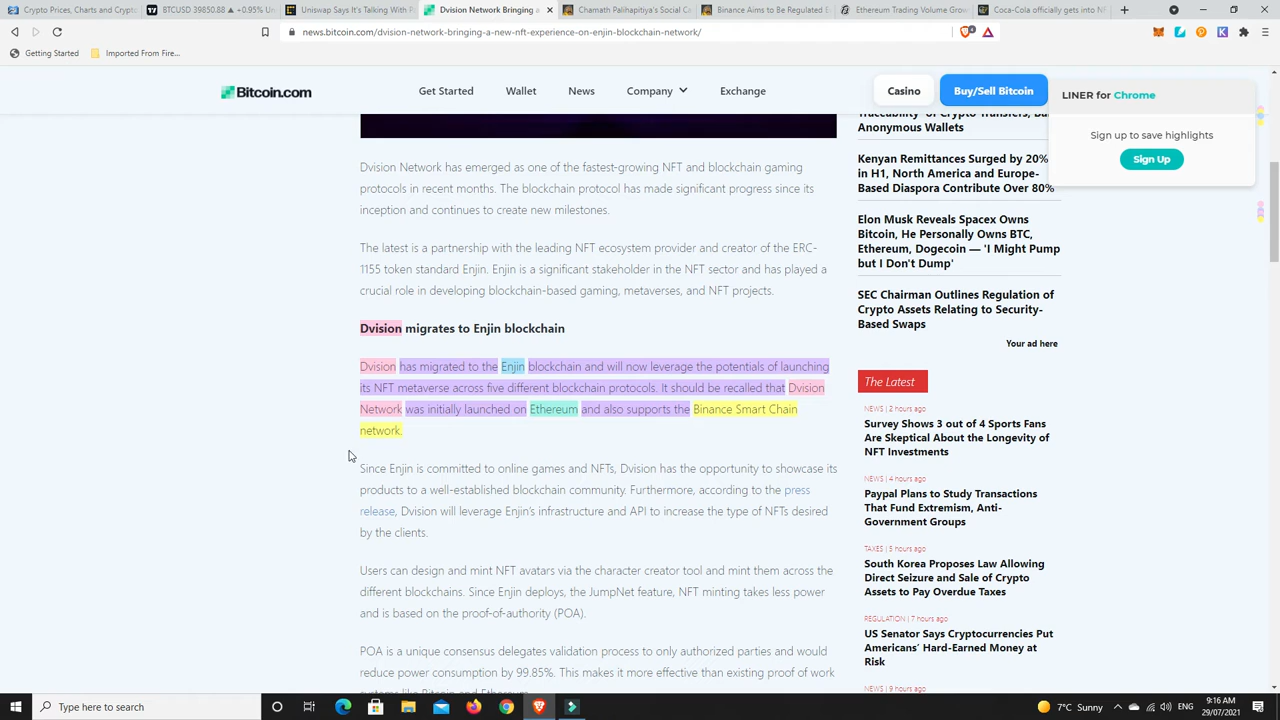 Crypto Prices, Charts and Crypto
BTCUSD 39850.88 ▲ +0.95% Un
Uniswap Says It's Talking With P
Dvision Network Bringing a
Chamath Palihapitiya's Social Ca
Binance Aims to Be Regulated E
Ethereum Trading Volume Grow
Coca-Cola officially gets into NF
news.bitcoin.com/dvision-network-bringing-a-new-nft-experience-on-enjin-blockchain-network/
Getting Started
Imported From Fire...
Bitcoin.com
Get Started
Wallet
News
Company
Exchange
Casino
Buy/Sell Bitcoin
LINER for Chrome
Sign up to save highlights
Sign Up
Dvision Network has emerged as one of the fastest-growing NFT and blockchain gaming
protocols in recent months. The blockchain protocol has made significant progress since its
inception and continues to create new milestones.
The latest is a partnership with the leading NFT ecosystem provider and creator of the ERC-
1155 token standard Enjin. Enjin is a significant stakeholder in the NFT sector and has played a
crucial role in developing blockchain-based gaming, metaverses, and NFT projects.
Dvision migrates to Enjin blockchain
Dvision has migrated to the Enjin blockchain and will now leverage the potentials of launching
its NFT metaverse across five different blockchain protocols. It should be recalled that Dvision
Network was initially launched on Ethereum and also supports the Binance Smart Chain
network.
Since Enjin is committed to online games and NFTs, Dvision has the opportunity to showcase its
products to a well-established blockchain community. Furthermore, according to the press
release, Dvision will leverage Enjin's infrastructure and API to increase the type of NFTs desired
by the clients.
Users can design and mint NFT avatars via the character creator tool and mint them across the
different blockchains. Since Enjin deploys, the JumpNet feature, NFT minting takes less power
and is based on the proof-of-authority (POA).
POA is a unique consensus delegates validation process to only authorized parties and would
reduce power consumption by 99.85%. This makes it more effective than existing proof of work
systems like Bitcoin and Ethereum.
Traceability' of Crypto Transfers, Ba
Anonymous Wallets
Kenyan Remittances Surged by 20%
in H1, North America and Europe-
Based Diaspora Contribute Over 80%
Elon Musk Reveals Spacex Owns
Bitcoin, He Personally Owns BTC,
Ethereum, Dogecoin — 'I Might Pump
but I Don't Dump'
SEC Chairman Outlines Regulation of
Crypto Assets Relating to Security-
Based Swaps
Your ad here
The Latest
NEWS | 2 hours ago
Survey Shows 3 out of 4 Sports Fans
Are Skeptical About the Longevity of
NFT Investments
NEWS | 4 hours ago
Paypal Plans to Study Transactions
That Fund Extremism, Anti-
Government Groups
TAXES | 5 hours ago
South Korea Proposes Law Allowing
Direct Seizure and Sale of Crypto
Assets to Pay Overdue Taxes
REGULATION | 7 hours ago
US Senator Says Cryptocurrencies Put
Americans' Hard-Earned Money at
Risk
NEWS | 9 hours ago
Type here to search
7°C Sunny
ENG
9:16 AM
29/07/2021